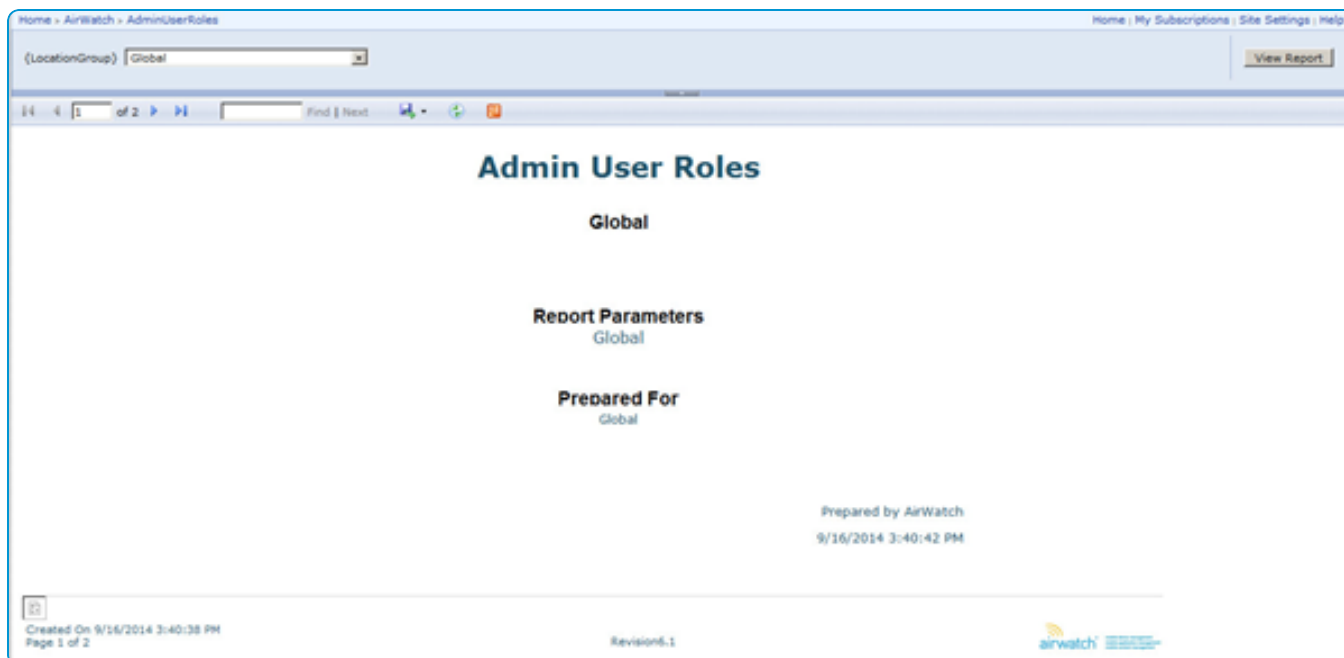 Home > AirWatch > AdminUserRoles
Home | My Subscriptions | Site Settings | Help
{LocationGroup} Global
View Report
1 of 2 Find | Next
Admin User Roles
Global
Report Parameters
Global
Prepared For
Global
Prepared by AirWatch
9/16/2014 3:40:42 PM
Created On 9/16/2014 3:40:38 PM
Page 1 of 2
Revision6.1
airwatch